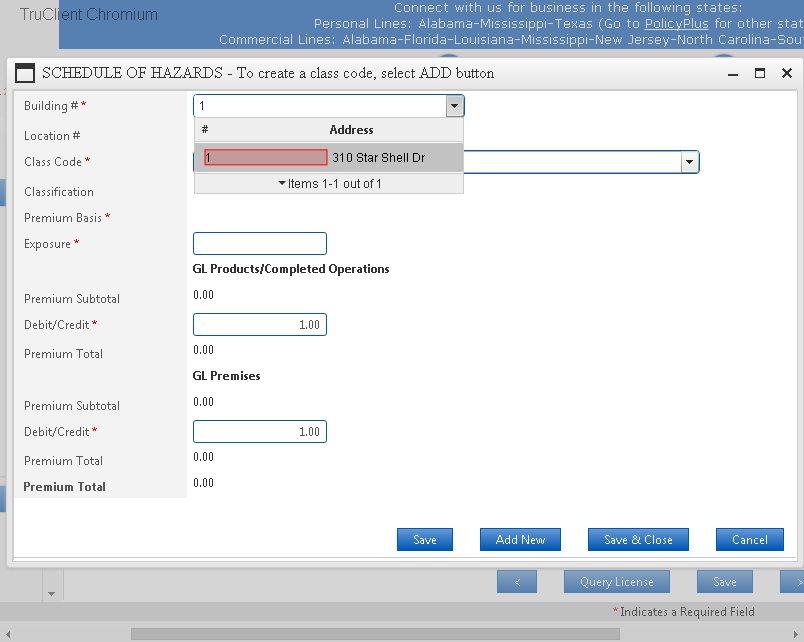 TruClient Chromium
Connect with us for business in the following states:
Personal Lines: Alabama-Mississippi-Texas (Go to PolicyPlus for other stat
Commercial Lines: Alabama-Florida-Louisiana-Mississippi-New Jersey-North Carolina-Sou
SCHEDULE OF HAZARDS - To create a class code, select ADD button
Building # * 1
# Address
Location #
1 310 Star Shell Dr
Class Code *
Items 1-1 out of 1
Classification
Premium Basis *
Exposure *
GL Products/Completed Operations
Premium Subtotal 0.00
Debit/Credit * 1.00
Premium Total 0.00
GL Premises
Premium Subtotal 0.00
Debit/Credit * 1.00
Premium Total 0.00
Premium Total 0.00
Save Add New Save & Close Cancel
< Query License Save >
* Indicates a Required Field